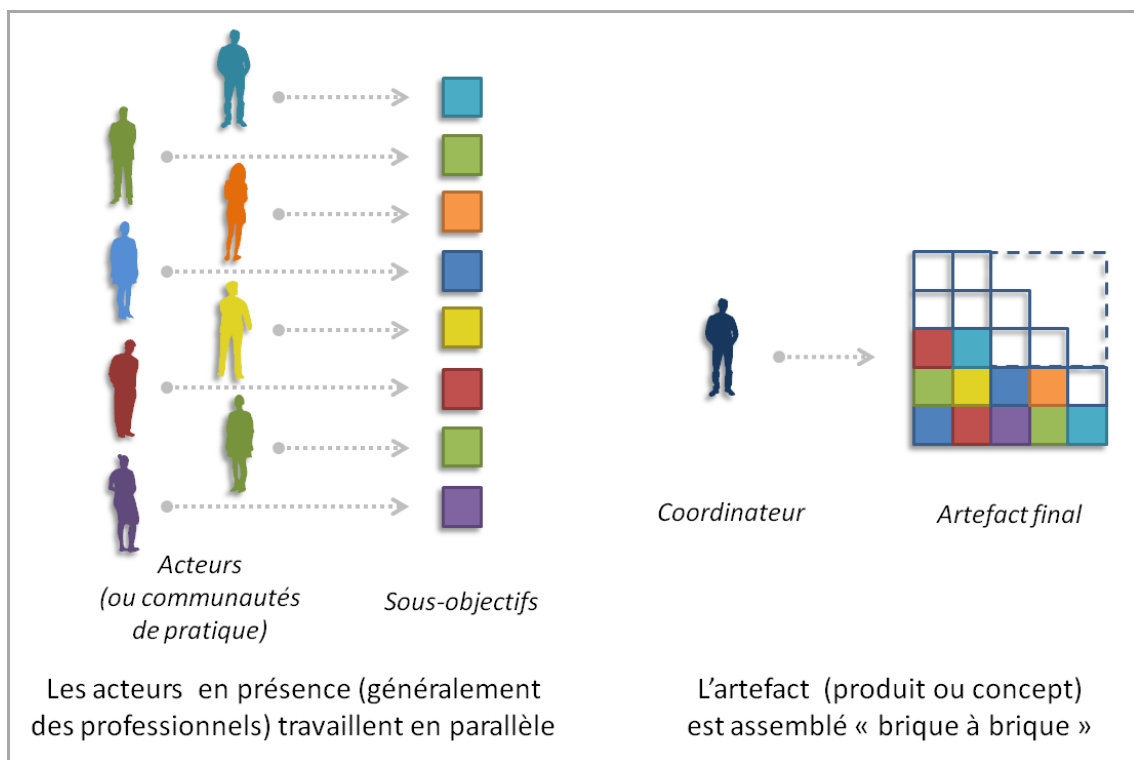 Acteurs
(ou communautés
de pratique)
Sous-objectifs
Coordinateur
Artefact final
Les acteurs en présence (généralement
des professionnels) travaillent en parallèle
L’artefact (produit ou concept)
est assemblé « brique à brique »